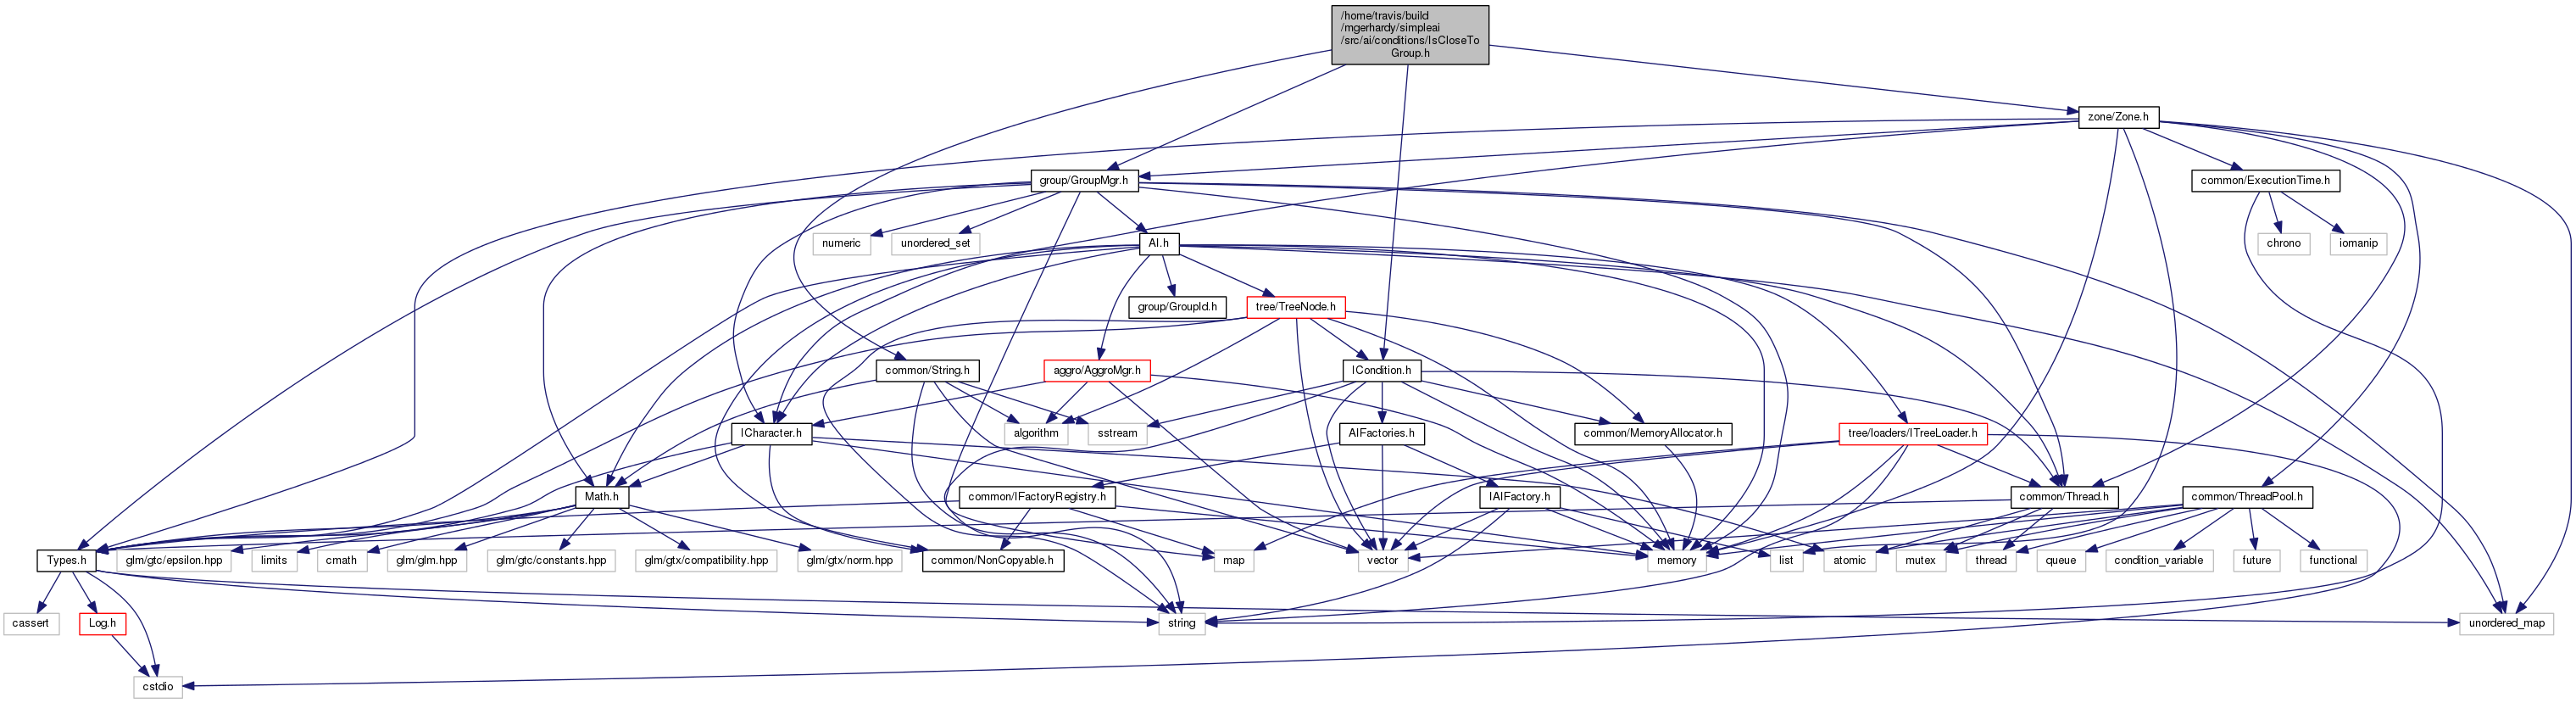 /home/travis/build
/mgerhardy/simpleai
/src/ai/conditions/IsCloseTo
Group.h
zone/Zone.h
group/GroupMgr.h
common/ExecutionTime.h
numeric
unordered_set
AI.h
chrono
iomanip
group/GroupId.h
tree/TreeNode.h
common/String.h
aggro/AggroMgr.h
ICondition.h
ICharacter.h
algorithm
sstream
AIFactories.h
common/MemoryAllocator.h
tree/loaders/ITreeLoader.h
Math.h
common/IFactoryRegistry.h
IAIFactory.h
common/Thread.h
common/ThreadPool.h
Types.h
glm/gtc/epsilon.hpp
limits
cmath
glm/glm.hpp
glm/gtc/constants.hpp
glm/gtx/compatibility.hpp
glm/gtx/norm.hpp
common/NonCopyable.h
map
vector
memory
list
atomic
mutex
thread
queue
condition_variable
future
functional
cassert
Log.h
string
unordered_map
cstdio